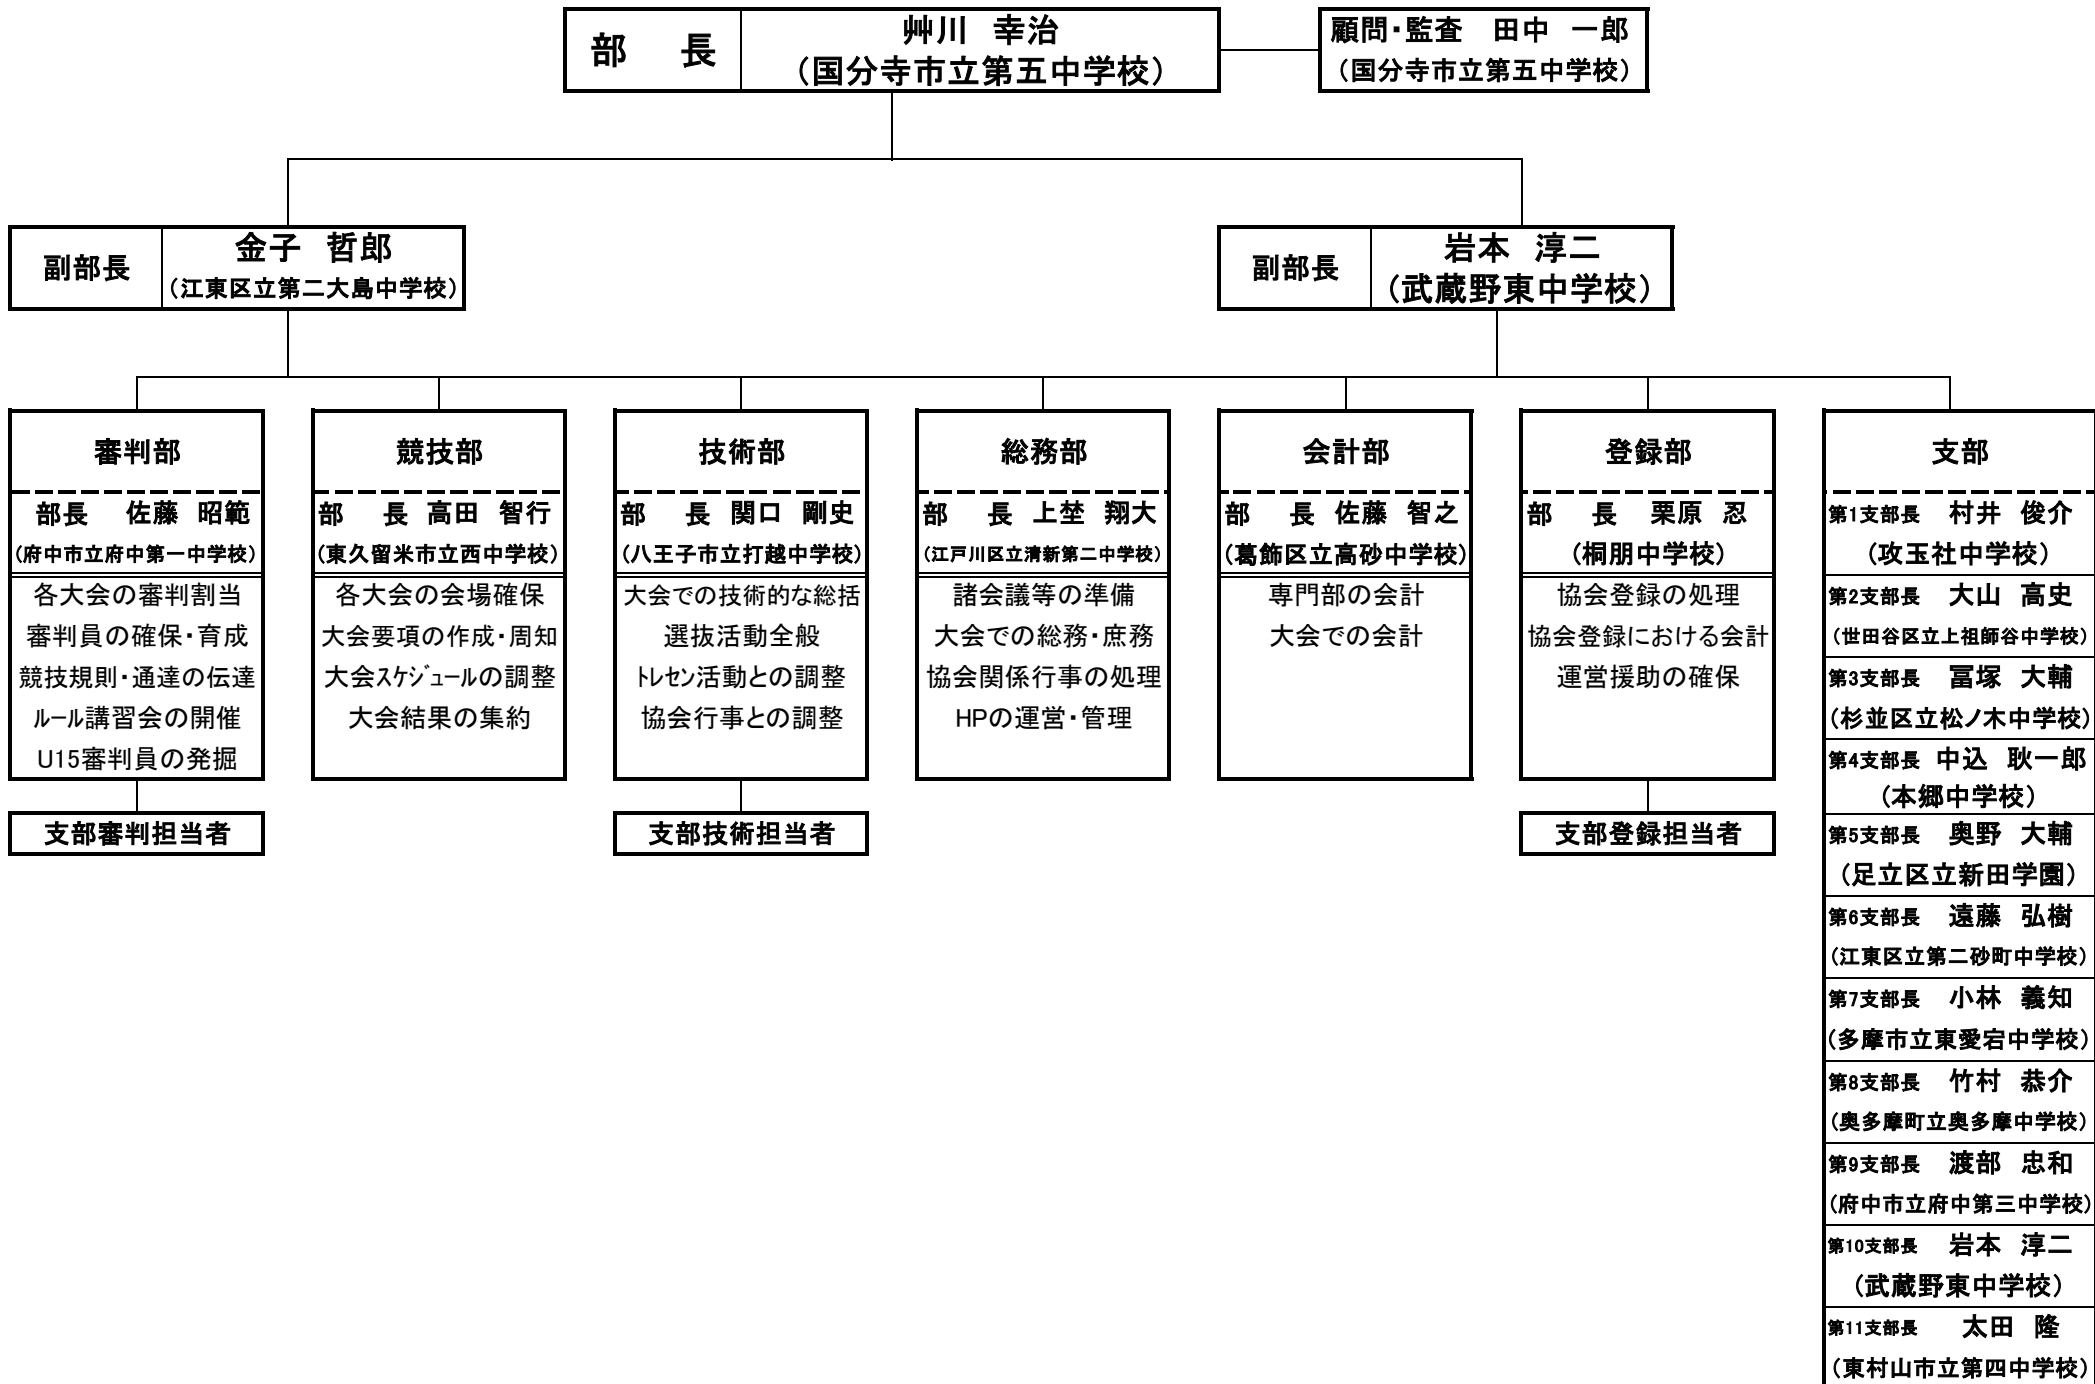 部　長
艸川　幸治
（国分寺市立第五中学校）
顧問・監査　田中　一郎
（国分寺市立第五中学校）
副部長
金子　哲郎
（江東区立第二大島中学校）
副部長
岩本　淳二
（武蔵野東中学校）
審判部
部長　佐藤　昭範
（府中市立府中第一中学校）
各大会の審判割当
審判員の確保・育成
競技規則・通達の伝達
ﾙｰﾙ講習会の開催
U15審判員の発掘
支部審判担当者
競技部
部　長 高田　智行
（東久留米市立西中学校）
各大会の会場確保
大会要項の作成・周知
大会ｽｹｼﾞｭｰﾙの調整
大会結果の集約
技術部
部　長 関口　剛史
（八王子市立打越中学校）
大会での技術的な総括
選抜活動全般
ﾄﾚｾﾝ活動との調整
協会行事との調整
支部技術担当者
総務部
部　長 上埜　翔大
（江戸川区立清新第二中学校）
諸会議等の準備
大会での総務・庶務
協会関係行事の処理
HPの運営・管理
会計部
部　長 佐藤　智之
（葛飾区立高砂中学校）
専門部の会計
大会での会計
登録部
部　長　栗原　忍
（桐朋中学校）
協会登録の処理
協会登録における会計
運営援助の確保
支部登録担当者
支部
第1支部長　村井　俊介
（攻玉社中学校）
第2支部長　大山　高史
（世田谷区立上祖師谷中学校）
第3支部長　冨塚　大輔
（杉並区立松ノ木中学校）
第4支部長 中込　耿一郎
（本郷中学校）
第5支部長　奥野　大輔
（足立区立新田学園）
第6支部長　遠藤　弘樹
（江東区立第二砂町中学校）
第7支部長　小林　義知
（多摩市立東愛宕中学校）
第8支部長　竹村　恭介
（奥多摩町立奥多摩中学校）
第9支部長　渡部　忠和
（府中市立府中第三中学校）
第10支部長　岩本　淳二
（武蔵野東中学校）
第11支部長　太田　隆
（東村山市立第四中学校）